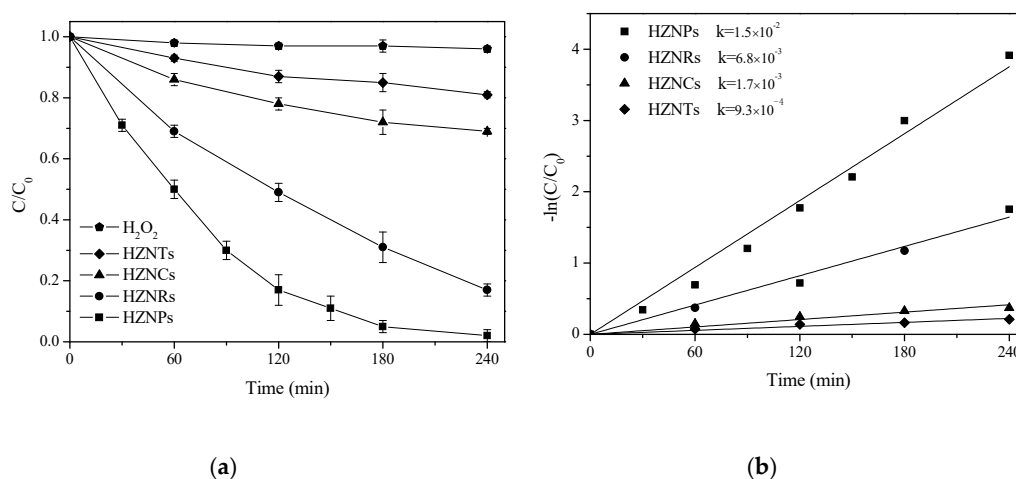 1.0
0.8
0.6
0.4
0.2
0.0
C/C₀
H₂O₂
HZNTs
HZNCs
HZNRs
HZNPs
0 60 120 180 240
Time (min)
(a)
-4
-3
-2
-1
0
-ln(C/C₀)
HZNPs k=1.5×10⁻²
HZNRs k=6.8×10⁻³
HZNCs k=1.7×10⁻³
HZNTs k=9.3×10⁻⁴
0 60 120 180 240
Time (min)
(b)